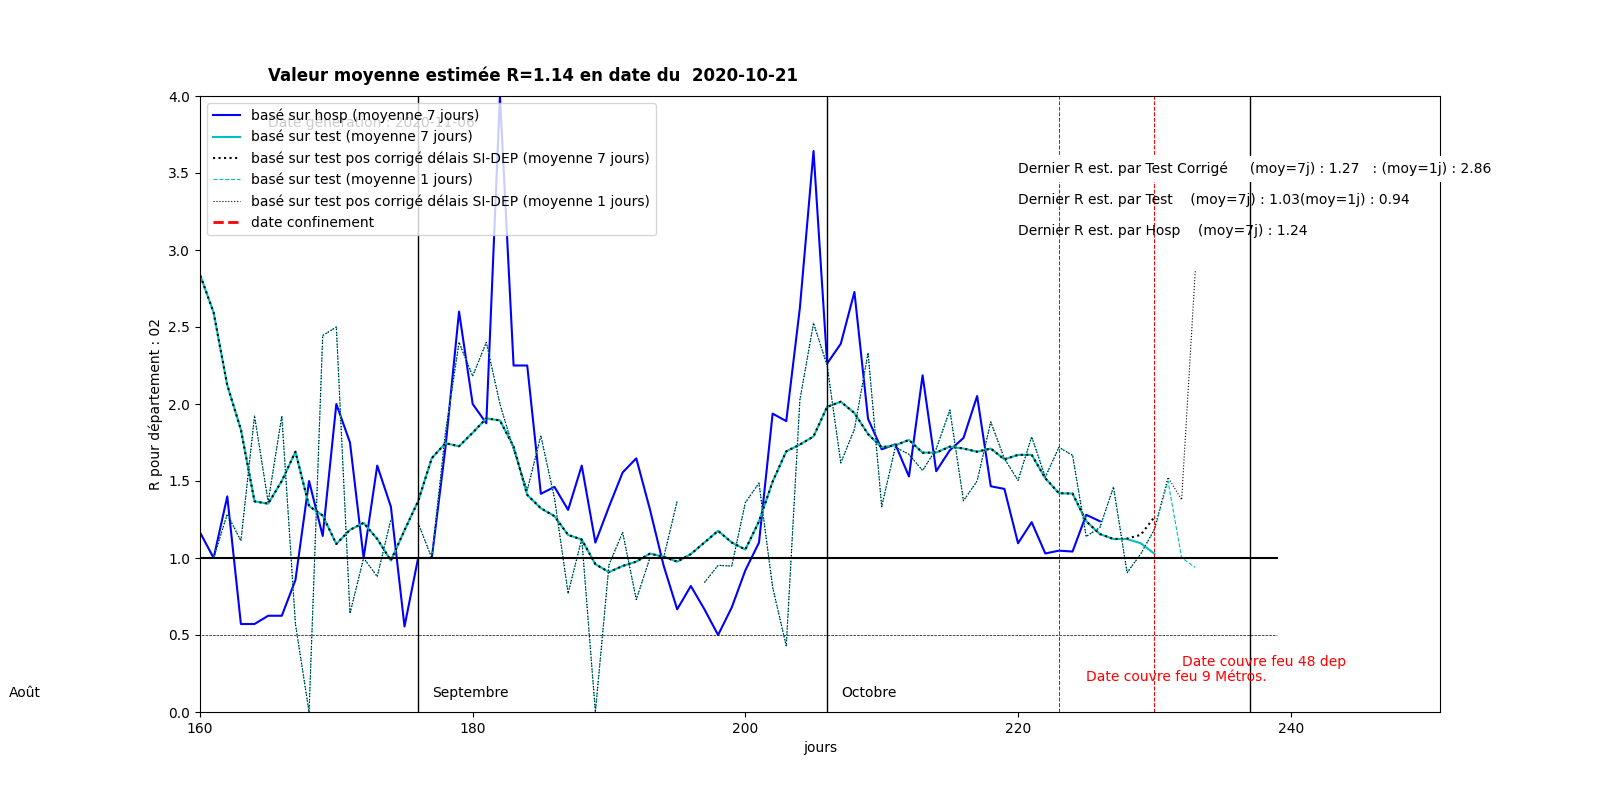 Valeur moyenne estimée R=1.14 en date du  2020-10-21
Date génération : 2020-11-06
basé sur hosp (moyenne 7 jours)
basé sur test (moyenne 7 jours)
basé sur test pos corrigé délais SI-DEP (moyenne 7 jours)
basé sur test (moyenne 1 jours)
basé sur test pos corrigé délais SI-DEP (moyenne 1 jours)
date confinement
Dernier R est. par Test Corrigé     (moy=7j) : 1.27   : (moy=1j) : 2.86
Dernier R est. par Test    (moy=7j) : 1.03(moy=1j) : 0.94
Dernier R est. par Hosp    (moy=7j) : 1.24
4.0
3.5
3.0
2.5
2.0
1.5
1.0
0.5
0.0
R pour département : 02
Date couvre feu 48 dep
Date couvre feu 9 Métros.
Août
Septembre
Octobre
160
180
200
220
240
jours